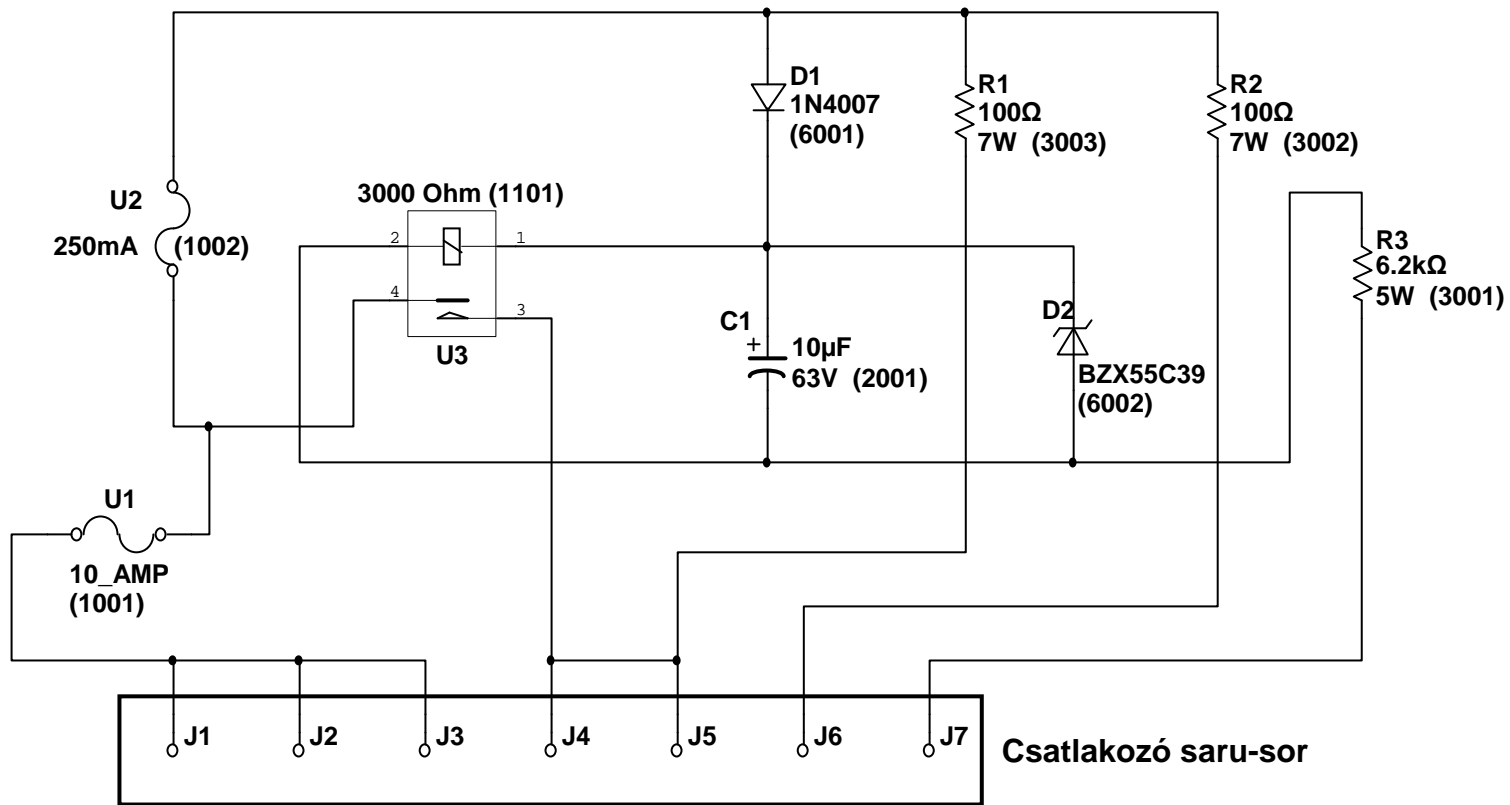 D1
1N4007
(6001)
R1
100Ω
7W (3003)
R2
100Ω
7W (3002)
U2
250mA (1002)
3000 Ohm (1101)
2
1
4
3
U3
R3
6.2kΩ
5W (3001)
C1
+
10µF
63V (2001)
D2
BZX55C39
(6002)
U1
10_AMP
(1001)
J1 J2 J3 J4 J5 J6 J7
Csatlakozó saru-sor